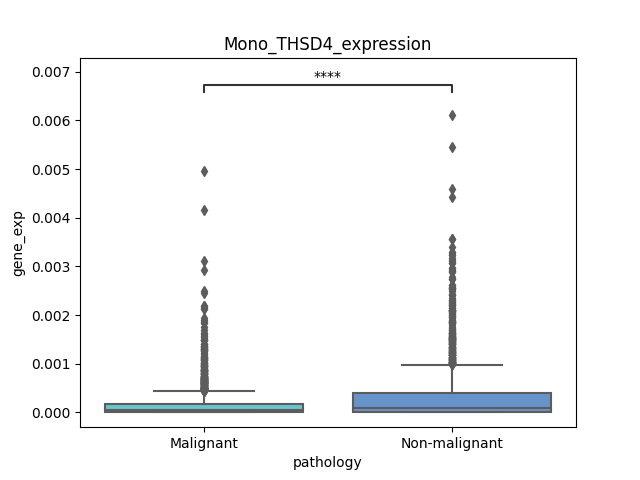 Mono_THSD4_expression
****
0.007
0.006
0.005
0.004
0.003
0.002
0.001
0.000
gene_exp
Malignant
Non-malignant
pathology